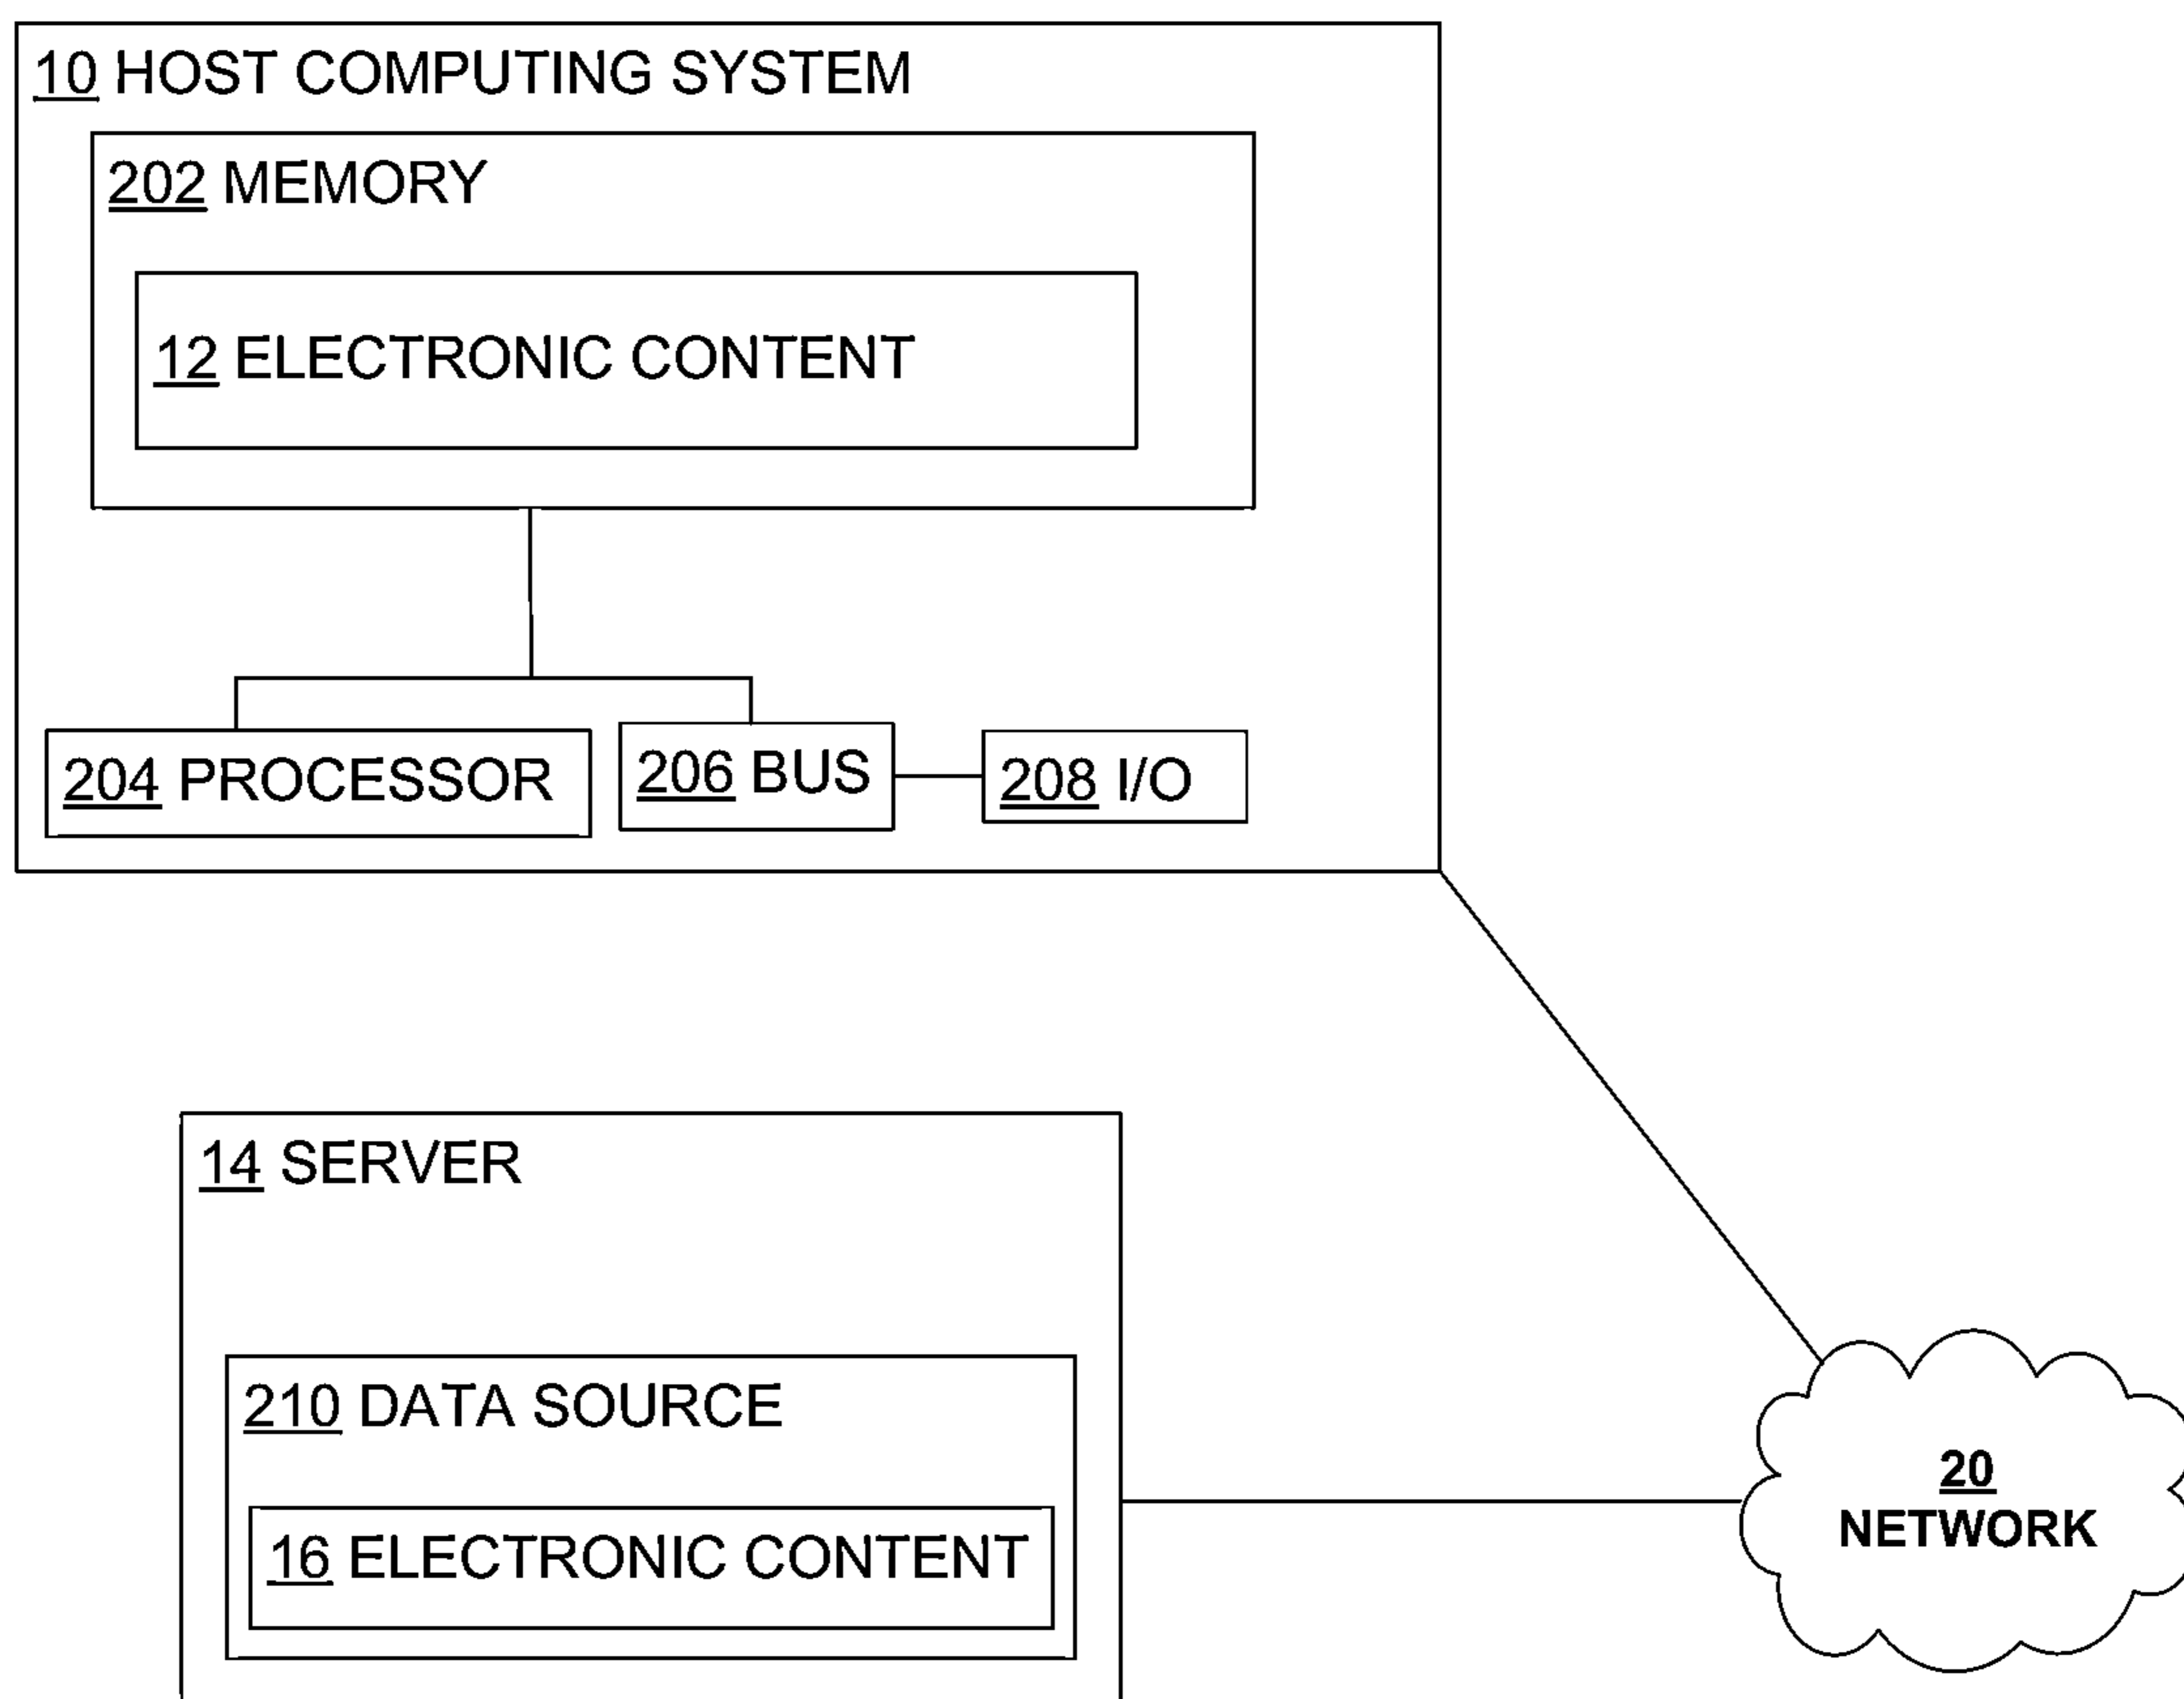 10 HOST COMPUTING SYSTEM
202 MEMORY
12 ELECTRONIC CONTENT
204 PROCESSOR
206 BUS
208 I/O
14 SERVER
210 DATA SOURCE
16 ELECTRONIC CONTENT
20
NETWORK